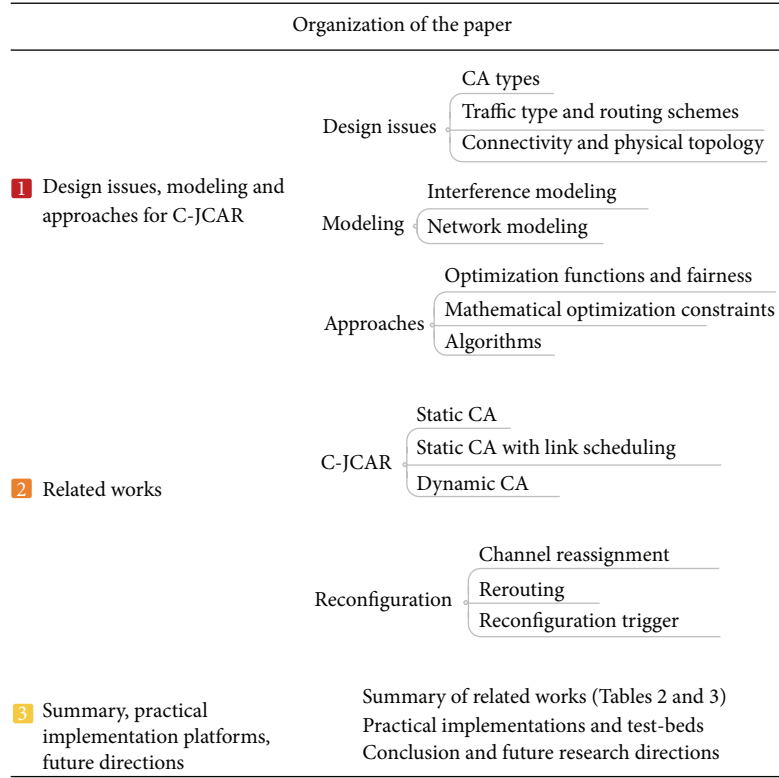 Organization of the paper
1 Design issues, modeling and
approaches for C-JCAR
Design issues
CA types
Traffic type and routing schemes
Connectivity and physical topology
Modeling
Interference modeling
Network modeling
Approaches
Optimization functions and fairness
Mathematical optimization constraints
Algorithms
2 Related works
C-JCAR
Static CA
Static CA with link scheduling
Dynamic CA
Reconfiguration
Channel reassignment
Rerouting
Reconfiguration trigger
3 Summary, practical
implementation platforms,
future directions
Summary of related works (Tables 2 and 3)
Practical implementations and test-beds
Conclusion and future research directions